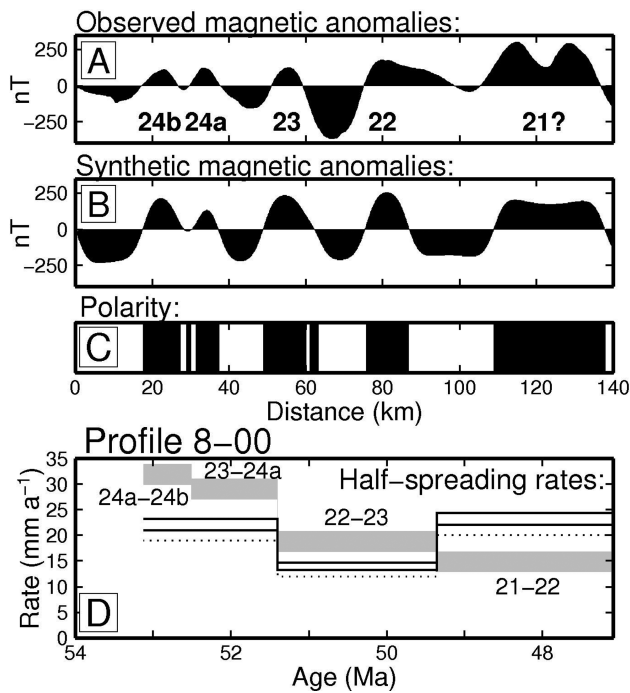 Observed magnetic anomalies:
250
0
−250
nT
A
24b 24a 23 22 21?
Synthetic magnetic anomalies:
250
0
−250
nT
B
Polarity:
C
0 20 40 60 80 100 120 140
Distance (km)
Profile 8−00
35
30
25
20
15
10
5
0
Rate (mm a⁻¹)
23−24a
Half−spreading rates:
24a−24b
22−23
21−22
D
54 52 50 48
Age (Ma)